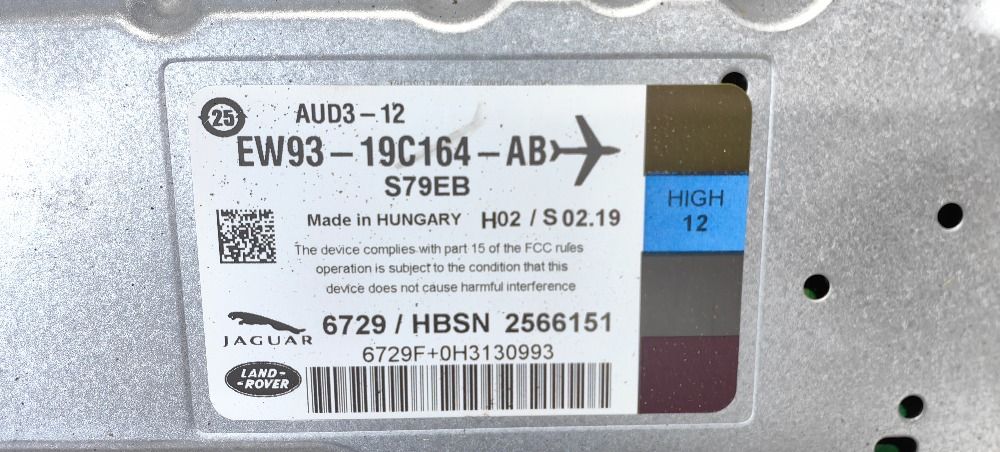 25
AUD3-12
EW93-19C164-AB
S79EB
HIGH
12
Made in HUNGARY H02 / S 02.19
The device complies with part 15 of the FCC rules
operation is subject to the condition that this
device does not cause harmful interference
JAGUAR
6729 / HBSN 2566151
6729F+0H3130993
LAND-
-ROVER